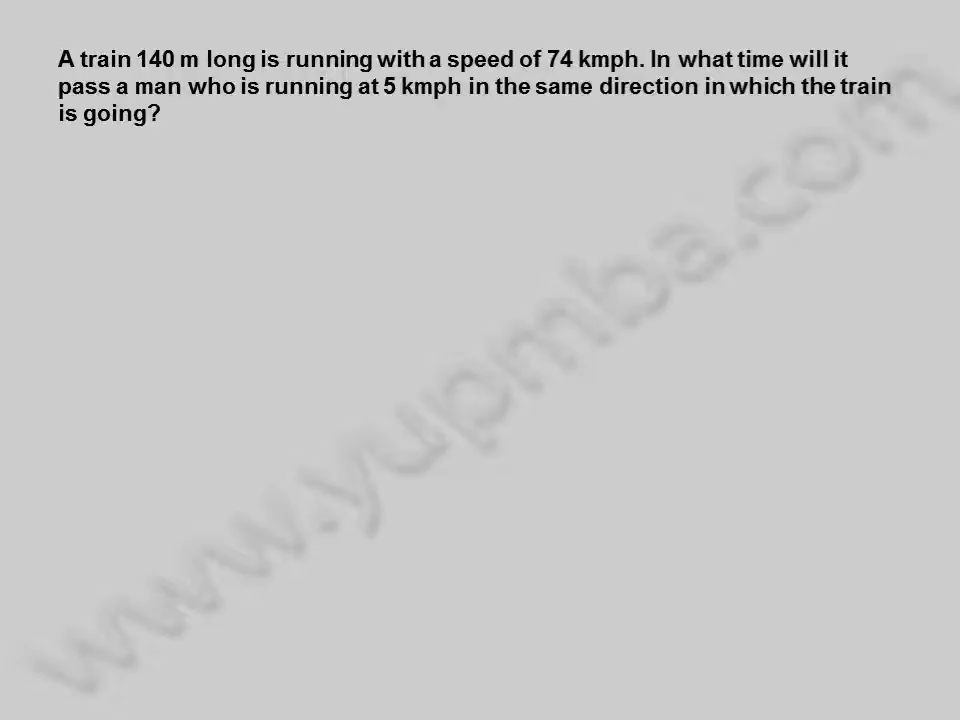 A train 140 m long is running with a speed of 74 kmph. In what time will it
pass a man who is running at 5 kmph in the same direction in which the train
is going?
www.yupmba.com